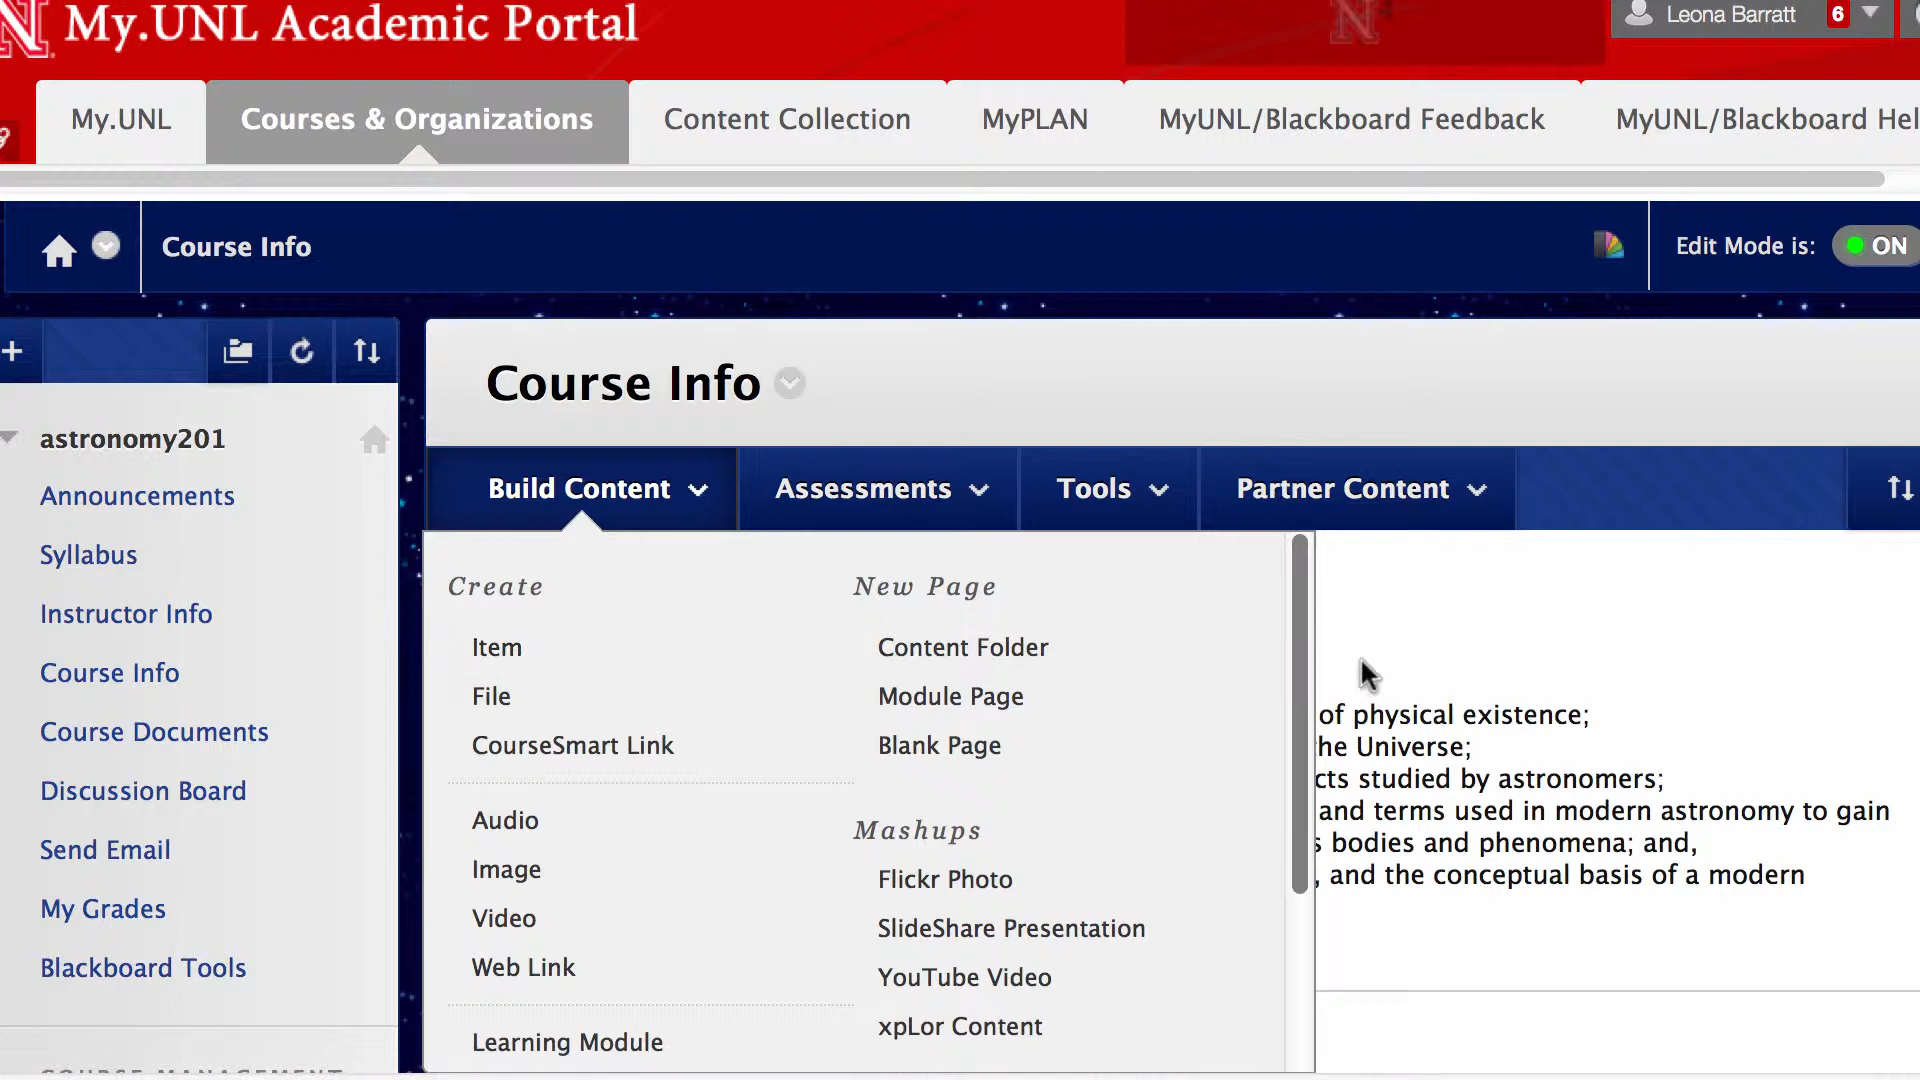 My.UNL Academic Portal
Leona Barratt 6
My.UNL Courses & Organizations Content Collection MyPLAN MyUNL/Blackboard Feedback MyUNL/Blackboard Hel
Course Info
Edit Mode is: ON
Course Info
astronomy201
Announcements
Syllabus
Instructor Info
Course Info
Course Documents
Discussion Board
Send Email
My Grades
Blackboard Tools
COURSE MANAGEMENT
Build Content Assessments Tools Partner Content
Create
Item
File
CourseSmart Link
Audio
Image
Video
Web Link
Learning Module
New Page
Content Folder
Module Page
Blank Page
Mashups
Flickr Photo
SlideShare Presentation
YouTube Video
xpLor Content
of physical existence;
he Universe;
cts studied by astronomers;
and terms used in modern astronomy to gain
s bodies and phenomena; and,
, and the conceptual basis of a modern